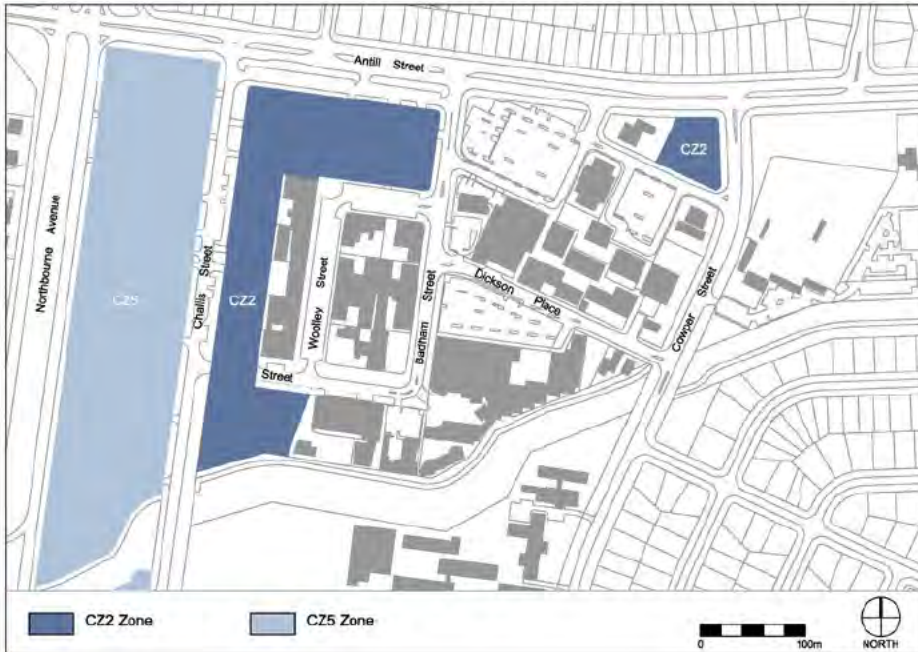 Antill Street
CZ2
Northbourne Avenue
Challis Street
CZ5
CZ2
Woolley Street
Badham Street
Dickson Place
Cowper Street
Street
CZ2 Zone
CZ5 Zone
0
100m
NORTH